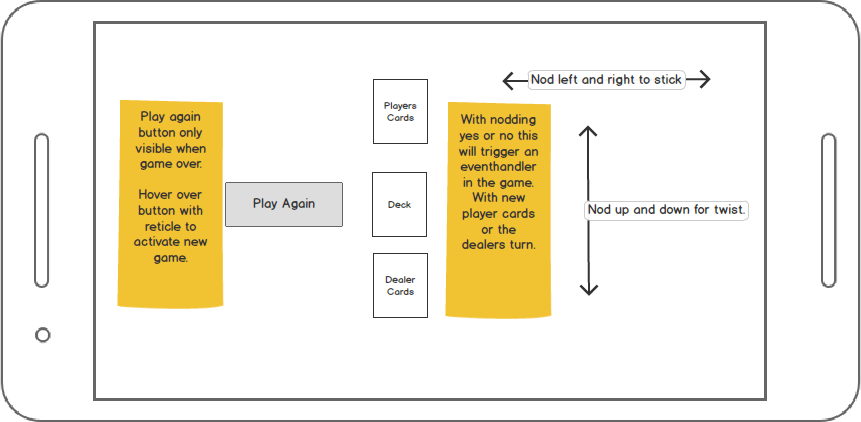 Play again
button only
visible when
game over.
Hover over
button with
reticle to
activate new
game.
Play Again
Players
Cards
Deck
Dealer
Cards
With nodding
yes or no this
will trigger an
eventhandler
in the game.
With new
player cards
or the
dealers turn.
Nod left and right to stick
Nod up and down for twist.